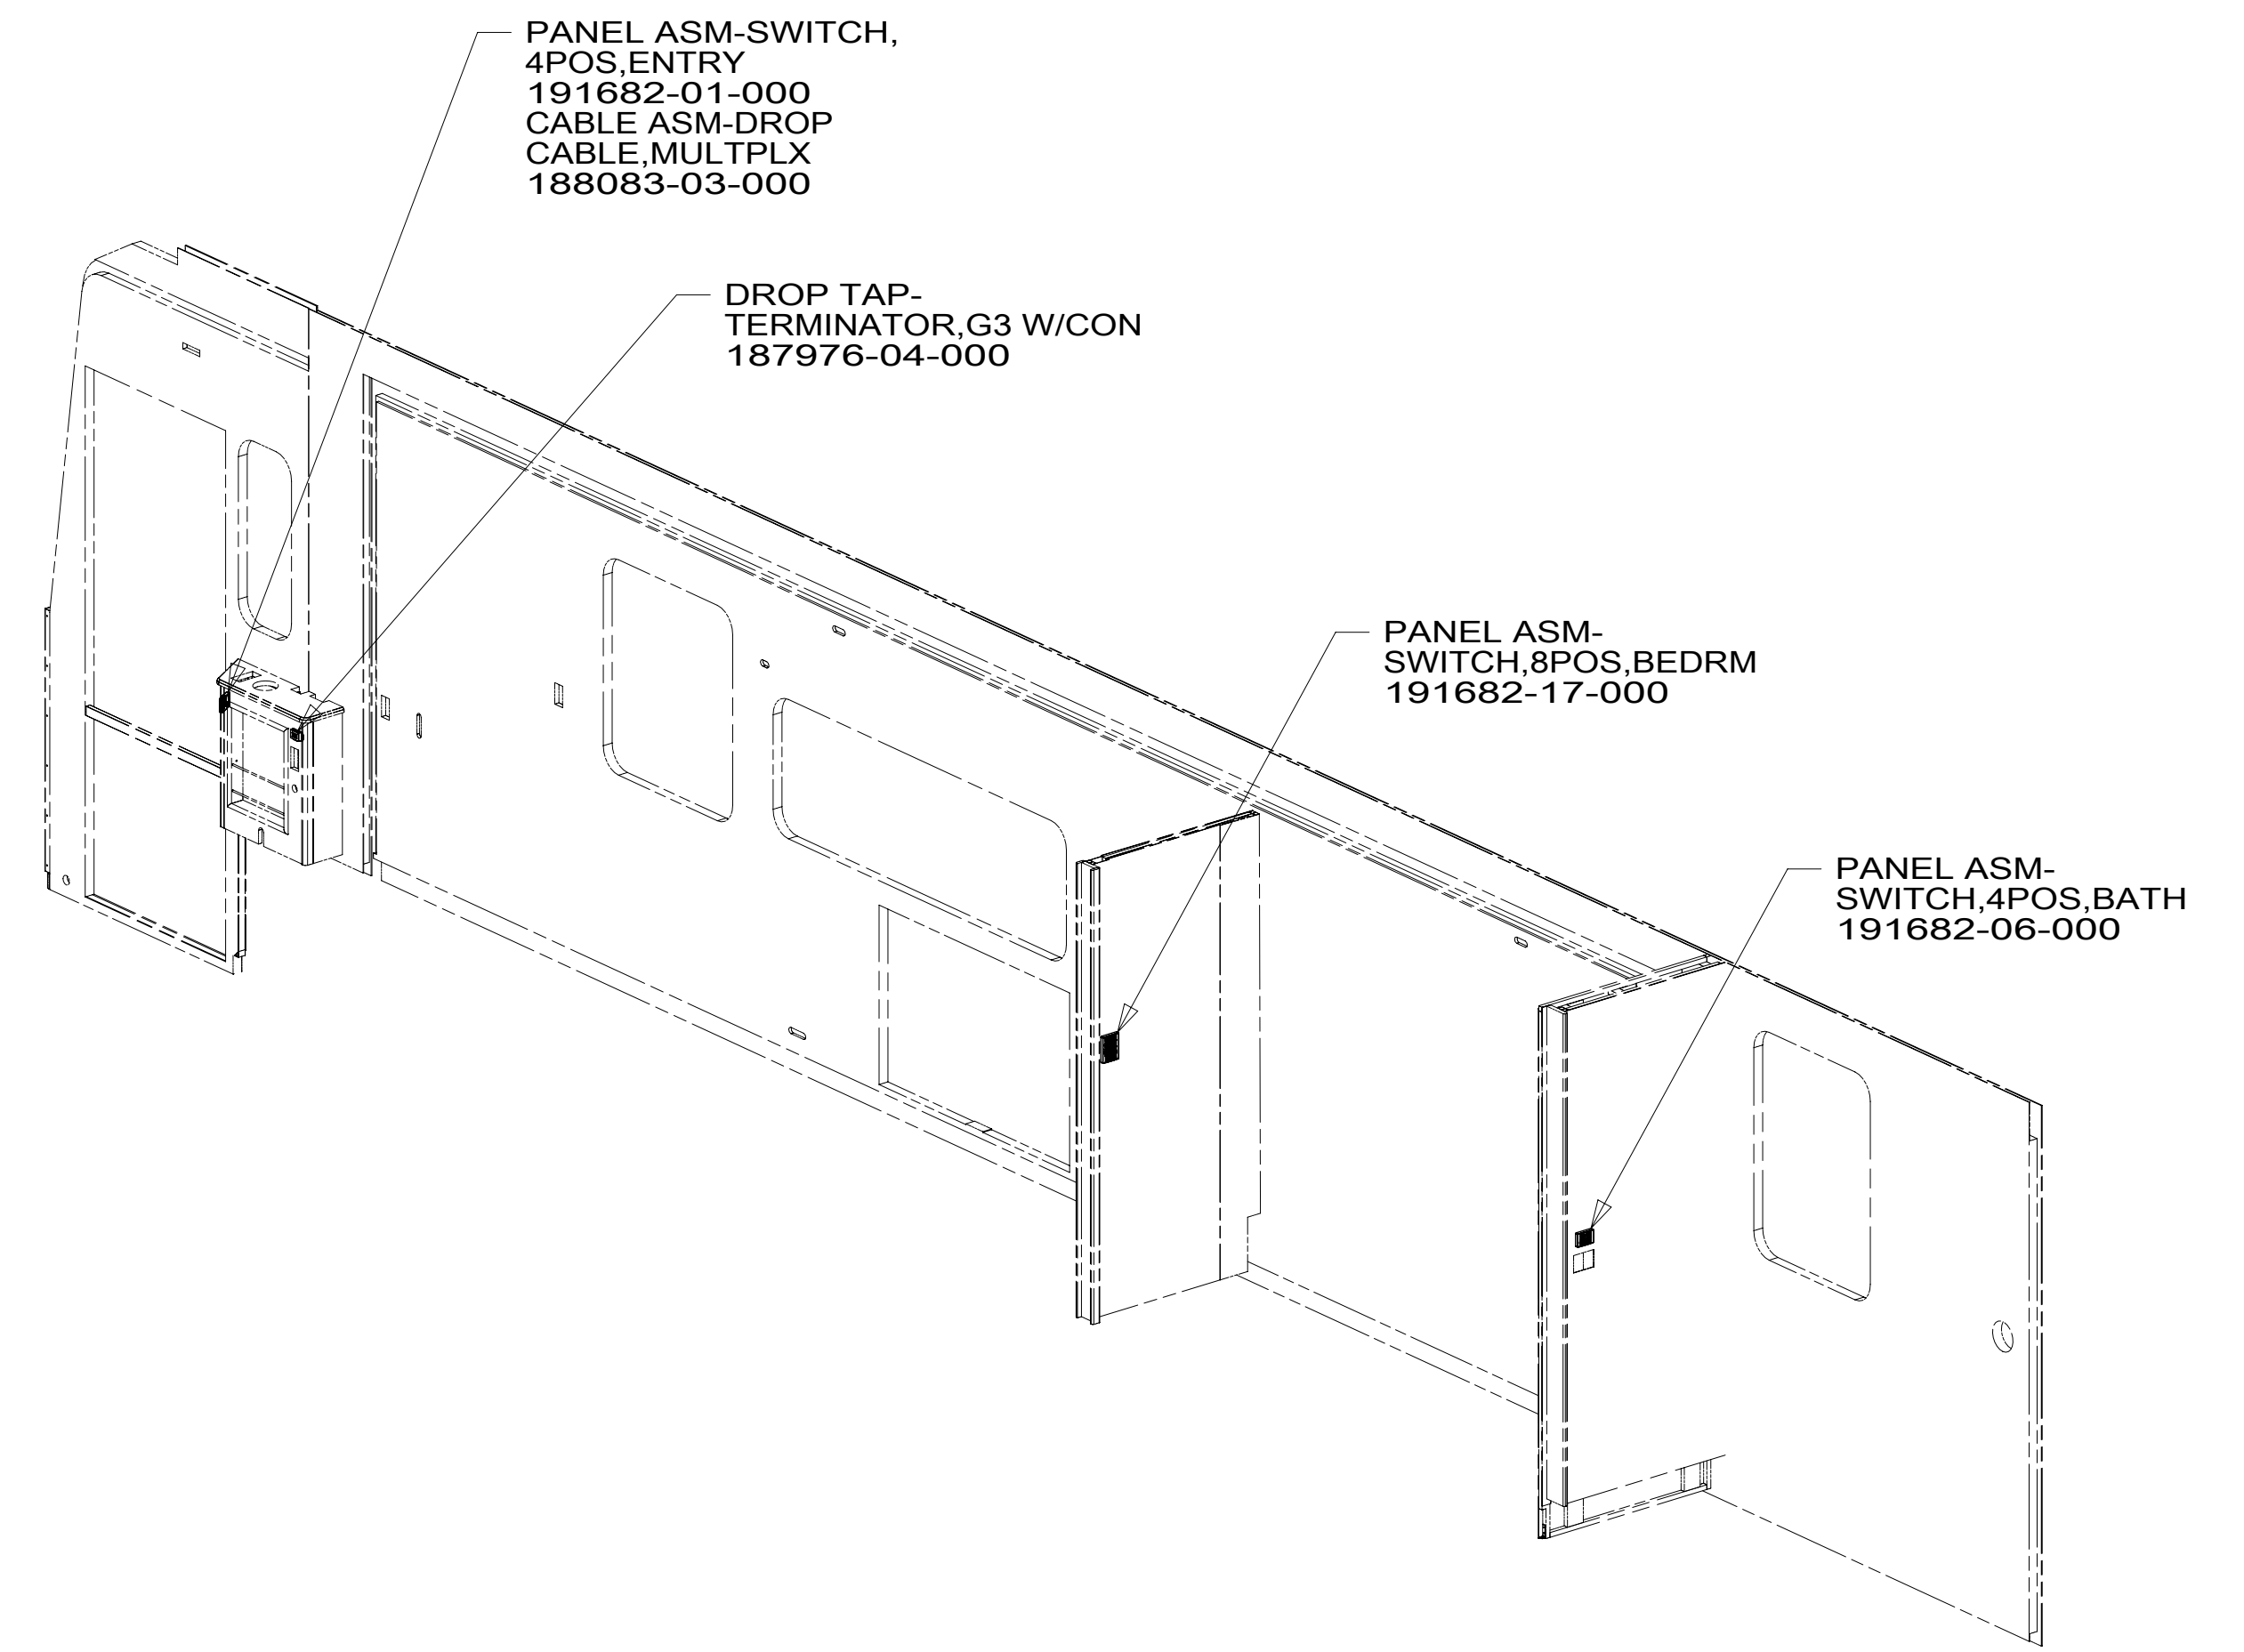 PANEL ASM-SWITCH,
4POS,ENTRY
191682-01-000
CABLE ASM-DROP
CABLE,MULTPLX
188083-03-000
DROP TAP-
TERMINATOR,G3 W/CON
187976-04-000
PANEL ASM-
SWITCH,8POS,BEDRM
191682-17-000
PANEL ASM-
SWITCH,4POS,BATH
191682-06-000